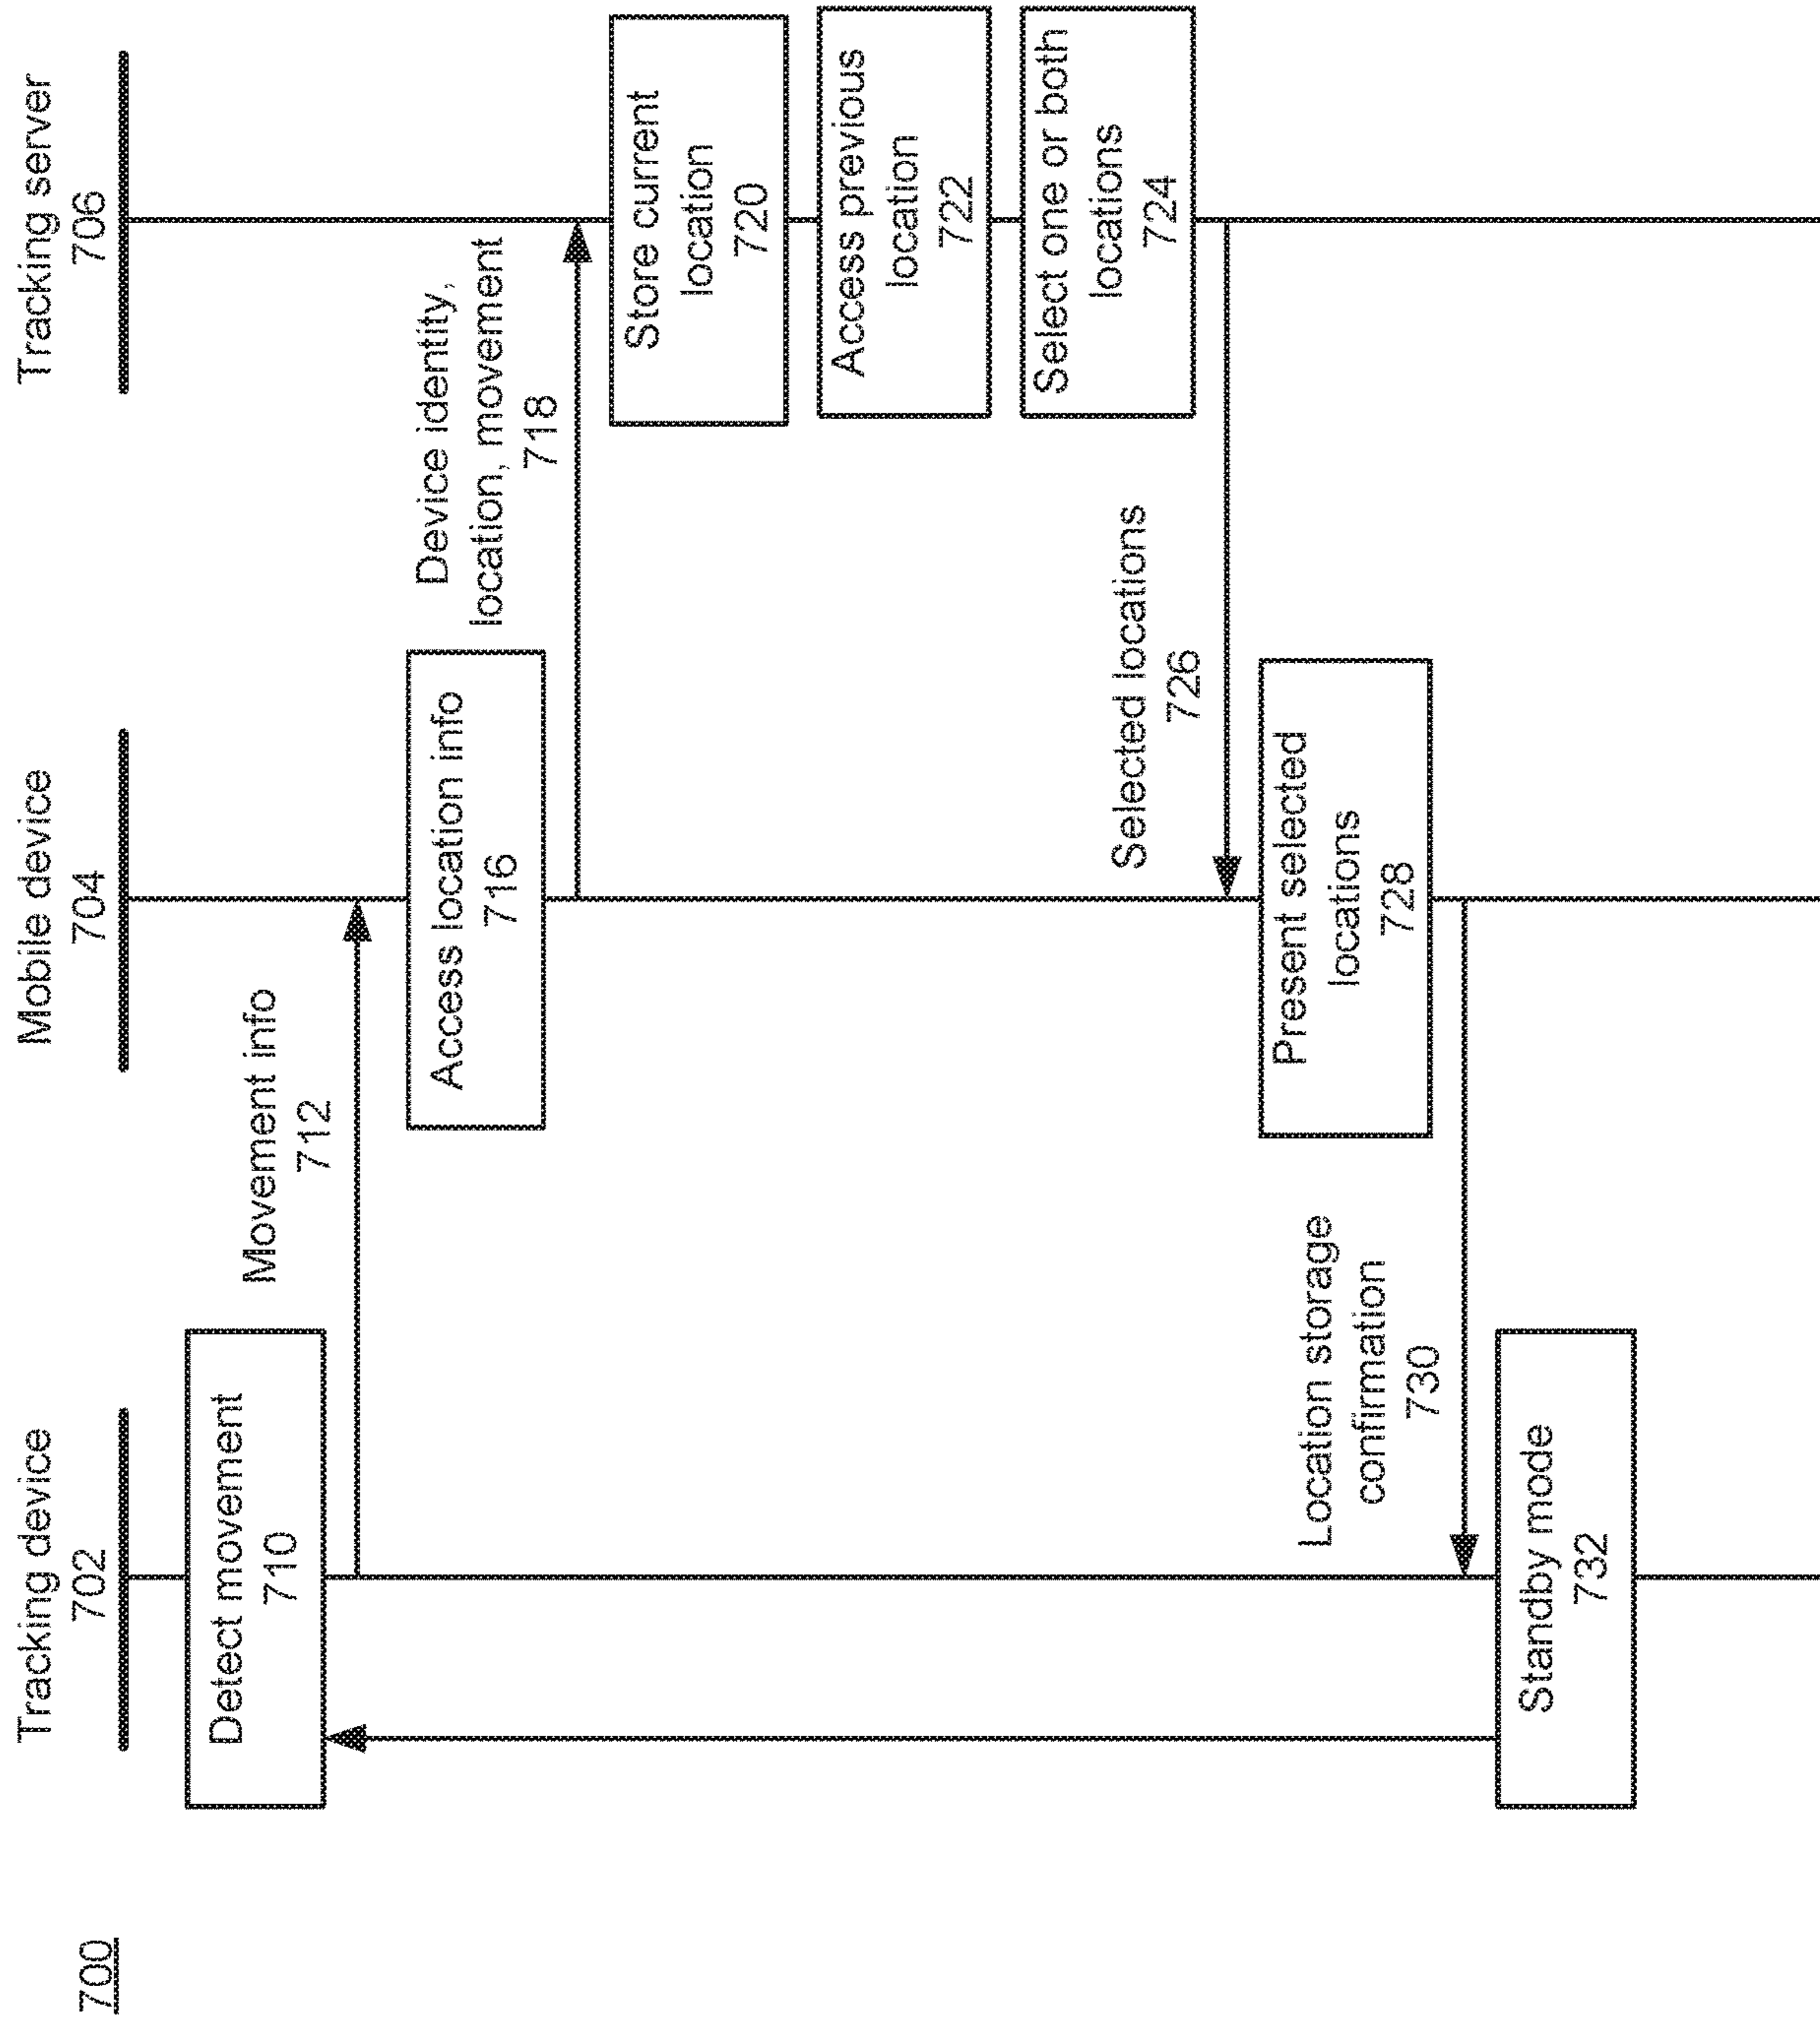 700
Tracking device
702
Mobile device
704
Tracking server
706
Detect movement
710
Movement info
712
Access location info
716
Device identity,
location, movement
718
Store current
location
720
Access previous
location
722
Select one or both
locations
724
Selected locations
726
Present selected
locations
728
Location storage
confirmation
730
Standby mode
732